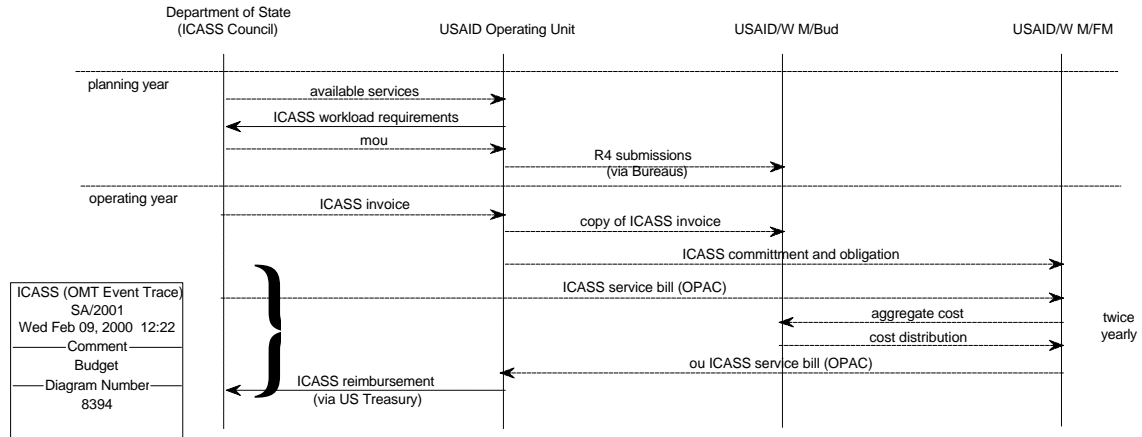 Department of State
(ICASS Council)
USAID Operating Unit
USAID/W M/Bud
USAID/W M/FM
planning year
available services
ICASS workload requirements
mou
R4 submissions
(via Bureaus)
operating year
ICASS invoice
copy of ICASS invoice
ICASS committment and obligation
ICASS service bill (OPAC)
aggregate cost
cost distribution
twice
yearly
ou ICASS service bill (OPAC)
ICASS reimbursement
(via US Treasury)
ICASS (OMT Event Trace)
SA/2001
Wed Feb 09, 2000 12:22
Comment
Budget
Diagram Number
8394